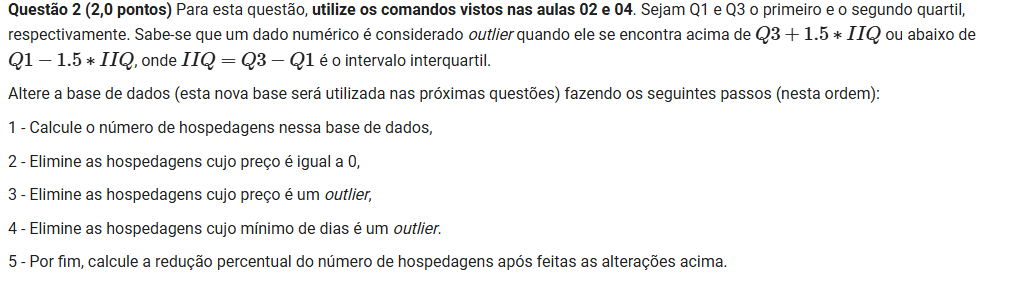 Questão 2 (2,0 pontos) Para esta questão, utilize os comandos vistos nas aulas 02 e 04. Sejam Q1 e Q3 o primeiro e o segundo quartil,
respectivamente. Sabe-se que um dado numérico é considerado outlier quando ele se encontra acima de Q3 + 1.5 * IIQ ou abaixo de
Q1 − 1.5 * IIQ, onde IIQ = Q3 − Q1 é o intervalo interquartil.
Altere a base de dados (esta nova base será utilizada nas próximas questões) fazendo os seguintes passos (nesta ordem):
1 - Calcule o número de hospedagens nessa base de dados,
2 - Elimine as hospedagens cujo preço é igual a 0,
3 - Elimine as hospedagens cujo preço é um outlier,
4 - Elimine as hospedagens cujo mínimo de dias é um outlier.
5 - Por fim, calcule a redução percentual do número de hospedagens após feitas as alterações acima.